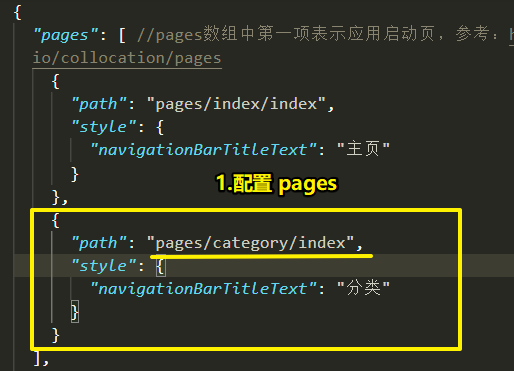 {
"pages": [ //pages数组中第一项表示应用启动页，参考：h
io/collocation/pages
{
"path": "pages/index/index",
"style": {
"navigationBarTitleText": "主页"
}
},
1.配置 pages
{
"path": "pages/category/index",
"style": {
"navigationBarTitleText": "分类"
}
}
],